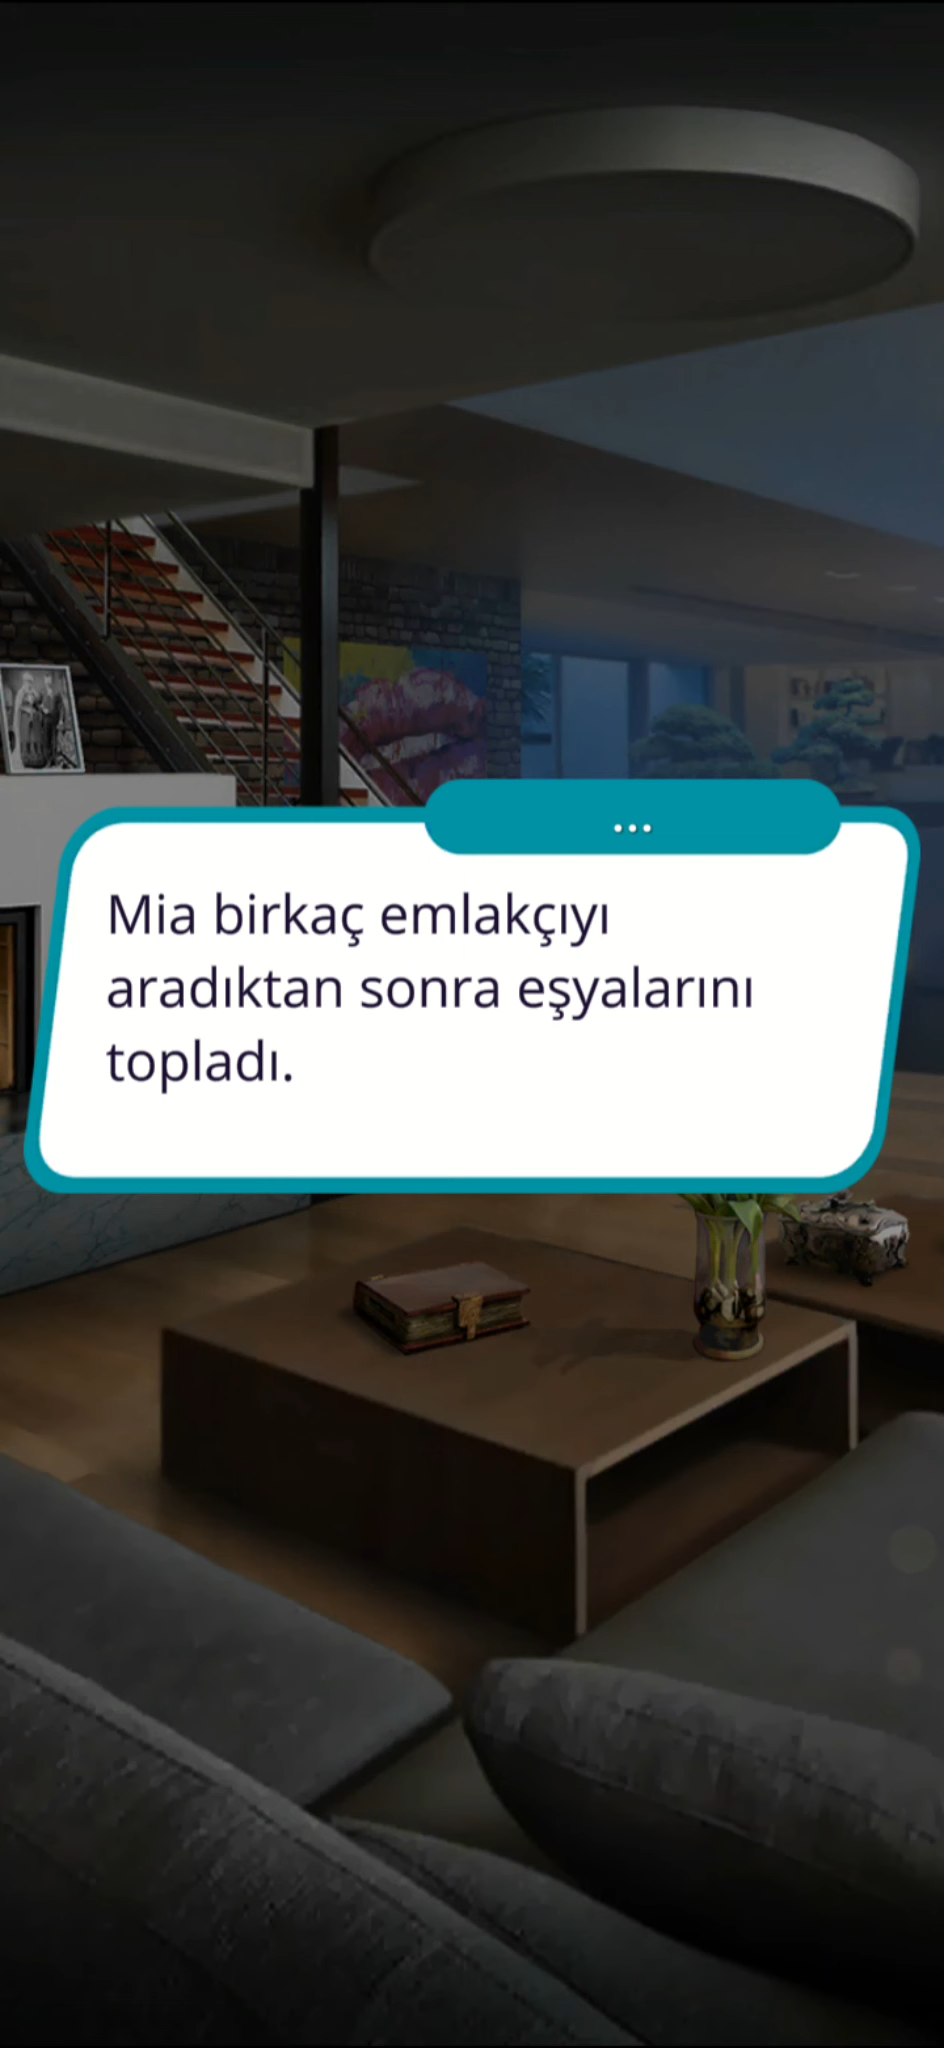 ...
Mia birkaç emlakçıyı
aradıktan sonra eşyalarını
topladı.